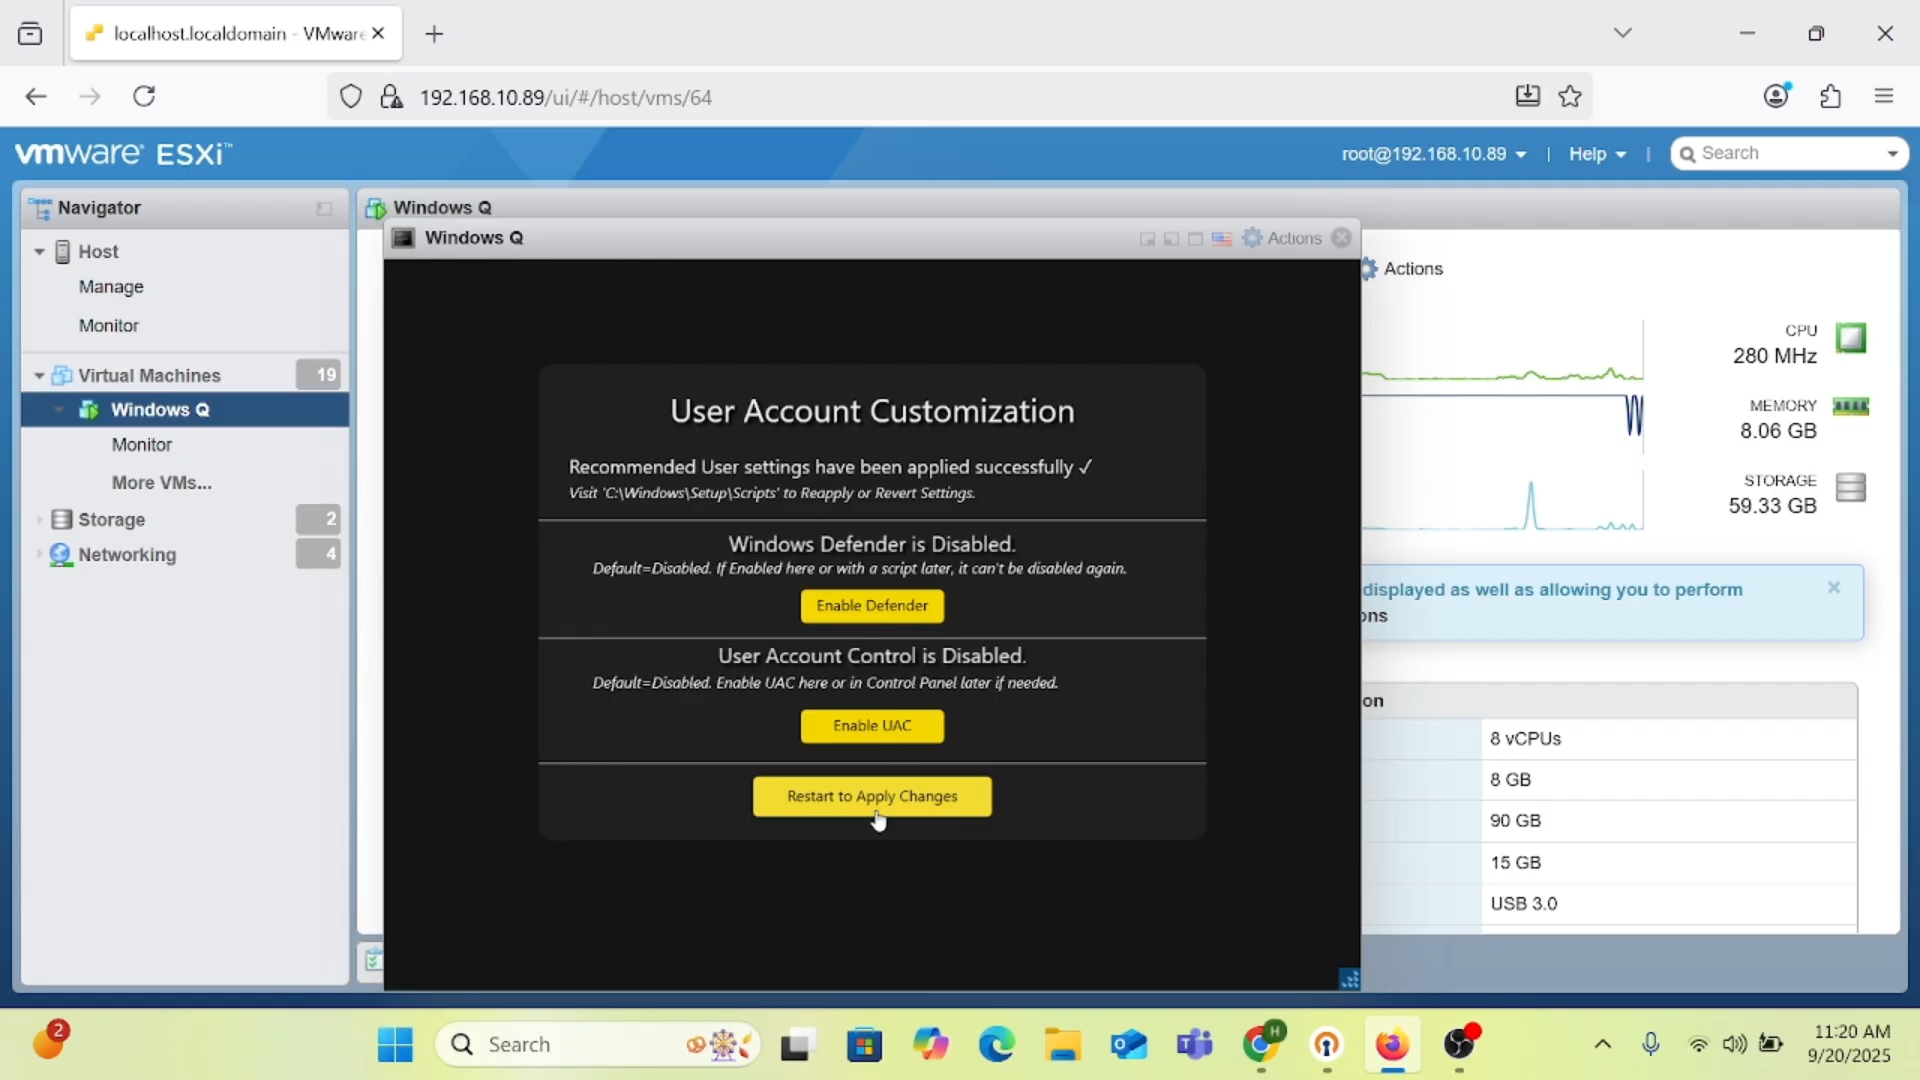 localhost.localdomain - VMware
192.168.10.89/ui/#/host/vms/64
vmware ESXi™
root@192.168.10.89
|
Help
|
Search
Navigator
Host
Manage
Monitor
Virtual Machines
19
Windows Q
Monitor
More VMs...
Storage
2
Networking
4
Windows Q
Windows Q
Actions
Actions
User Account Customization
Recommended User settings have been applied successfully ✓
Visit 'C:\Windows\Setup\Scripts' to Reapply or Revert Settings.
Windows Defender is Disabled.
Default=Disabled. If Enabled here or with a script later, it can't be disabled again.
Enable Defender
User Account Control is Disabled.
Default=Disabled. Enable UAC here or in Control Panel later if needed.
Enable UAC
Restart to Apply Changes
CPU
280 MHz
MEMORY
8.06 GB
STORAGE
59.33 GB
displayed as well as allowing you to perform
ons
on
8 vCPUs
8 GB
90 GB
15 GB
USB 3.0
2
Search
H
11:20 AM
9/20/2025